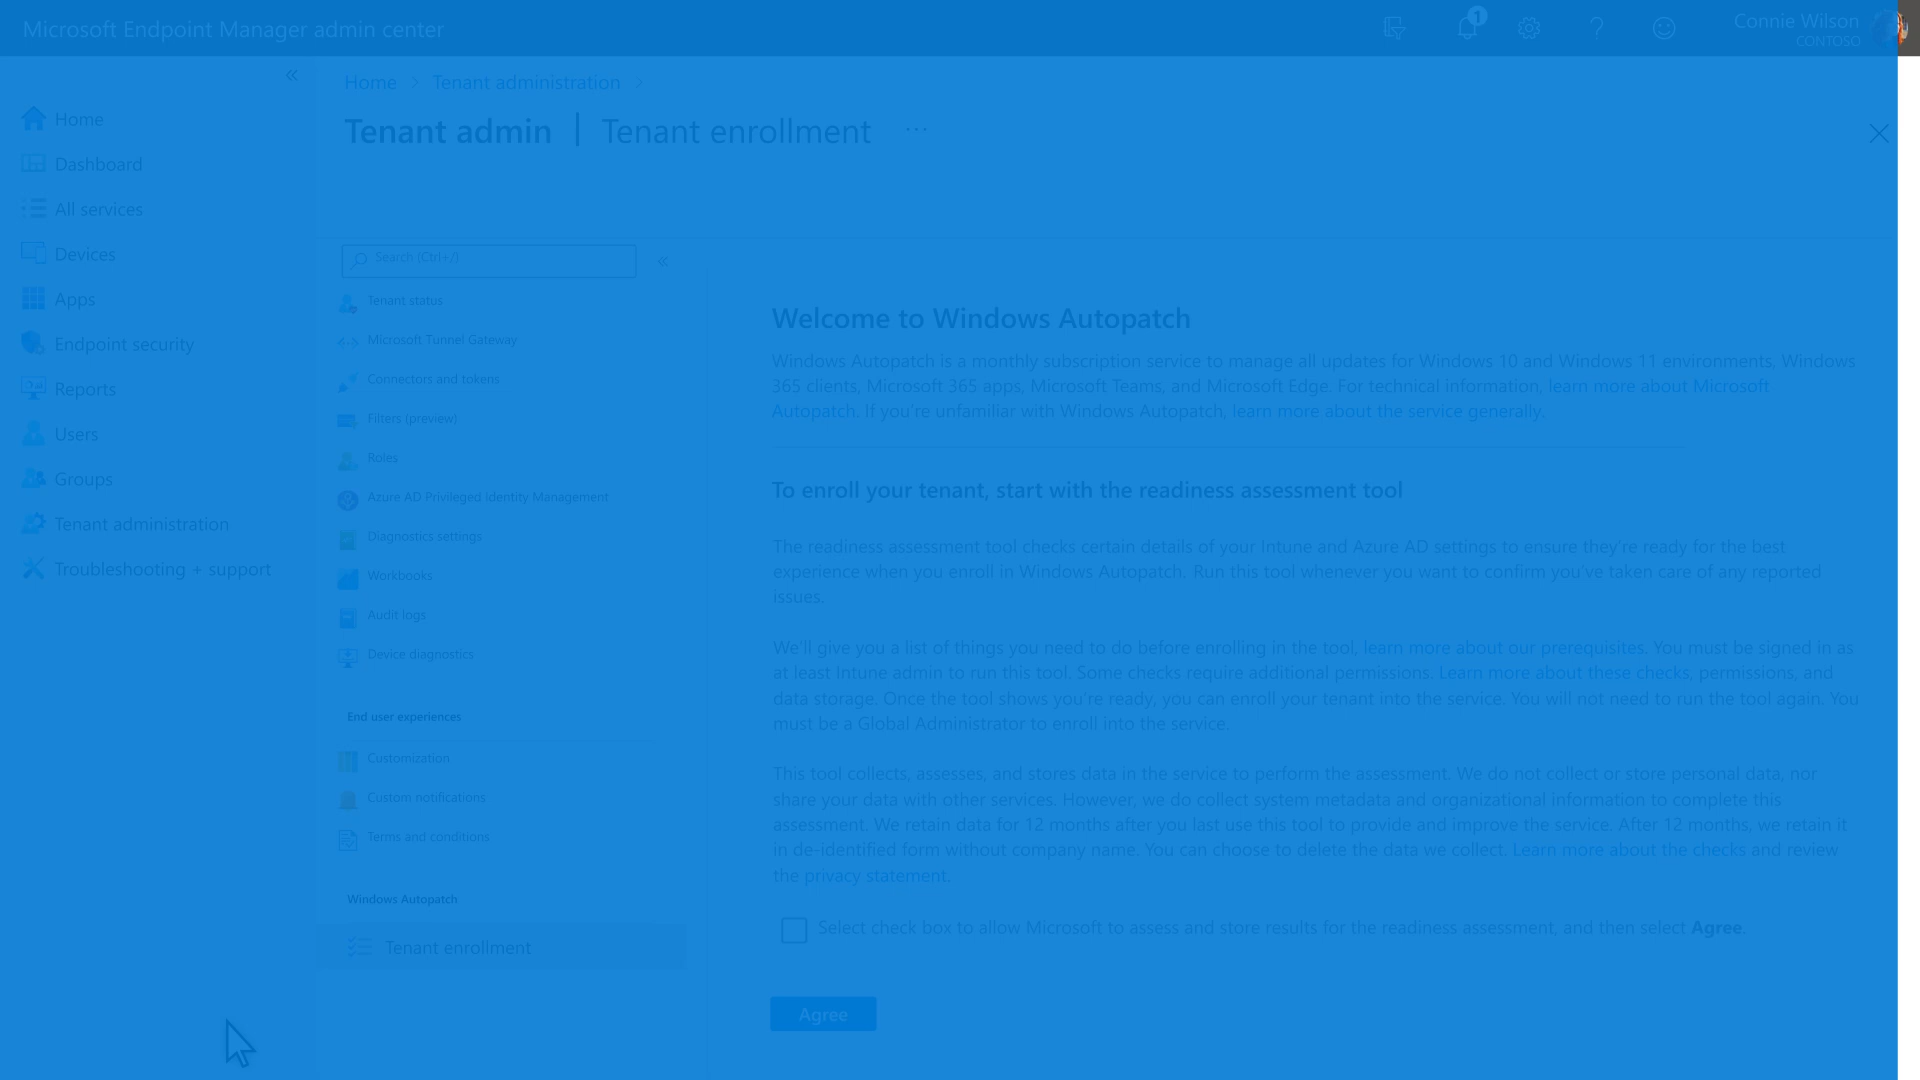 Microsoft Endpoint Manager admin center
1
Connie Wilson
CONTOSO
Home
Dashboard
All services
Devices
Apps
Endpoint security
Reports
Users
Groups
Tenant administration
Troubleshooting + support
Home > Tenant administration >
Tenant admin | Tenant enrollment ...
Search (Ctrl+/)
Tenant status
Microsoft Tunnel Gateway
Connectors and tokens
Filters (preview)
Roles
Azure AD Privileged Identity Management
Diagnostics settings
Workbooks
Audit logs
Device diagnostics
End user experiences
Customization
Custom notifications
Terms and conditions
Windows Autopatch
Tenant enrollment
Welcome to Windows Autopatch
Windows Autopatch is a monthly subscription service to manage all updates for Windows 10 and Windows 11 environments, Windows
365 clients, Microsoft 365 apps, Microsoft Teams, and Microsoft Edge. For technical information, learn more about Microsoft
Autopatch. If you're unfamiliar with Windows Autopatch, learn more about the service generally.
To enroll your tenant, start with the readiness assessment tool
The readiness assessment tool checks certain details of your Intune and Azure AD settings to ensure they're ready for the best
experience when you enroll in Windows Autopatch. Run this tool whenever you want to confirm you've taken care of any reported
issues.
We'll give you a list of things you need to do before enrolling in the tool, learn more about our prerequisites. You must be signed in as
at least Intune admin to run this tool. Some checks require additional permissions. Learn more about these checks, permissions, and
data storage. Once the tool shows you're ready, you can enroll your tenant into the service. You will not need to run the tool again. You
must be a Global Administrator to enroll into the service.
This tool collects, assesses, and stores data in the service to perform the assessment. We do not collect or store personal data, nor
share your data with other services. However, we do collect system metadata and organizational information to complete this
assessment. We retain data for 12 months after you last use this tool to provide and improve the service. After 12 months, we retain it
in de-identified form without company name. You can choose to delete the data we collect. Learn more about the checks and review
the privacy statement.
Select check box to allow Microsoft to assess and store results for the readiness assessment, and then select Agree.
Agree